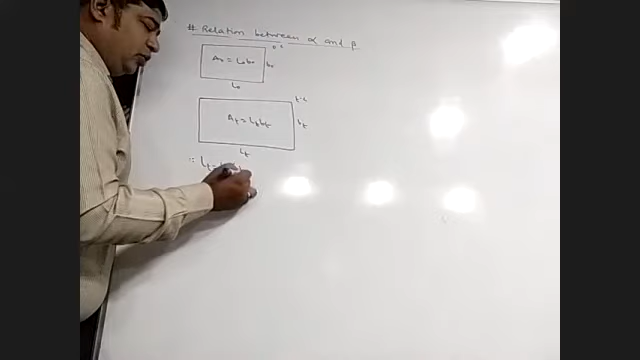 # Relation between α and β
0°C
A₀ = L₀b₀
b₀
L₀
t°C
Aₜ = Lₜbₜ
bₜ
Lₜ
∵ Lₜ =